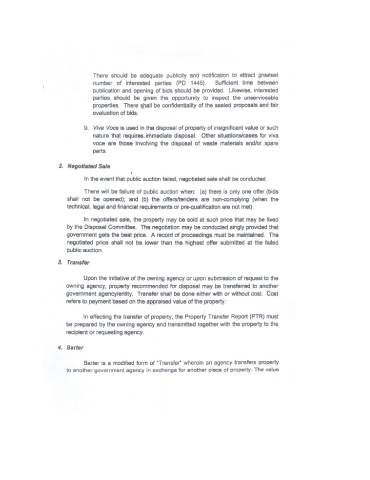 There should be adequate publicity and notification to attract greatest
number of interested parties (PD 1445). Sufficient time between
publication and opening of bids should be provided. Likewise, interested
parties should be given the opportunity to inspect the unserviceable
properties. There shall be confidentiality of the sealed proposals and fair
evaluation of bids.
b. Viva Voce is used in the disposal of property of insignificant value or such
nature that requires immediate disposal. Other situations/cases for viva
voce are those involving the disposal of waste materials and/or spare
parts.
2. Negotiated Sale
In the event that public auction failed, negotiated sale shall be conducted.
There will be failure of public auction when: (a) there is only one offer (bids
shall not be opened); and (b) the offers/tenders are non-complying (when the
technical, legal and financial requirements or pre-qualification are not met)
In negotiated sale, the property may be sold at such price that may be fixed
by the Disposal Committee. The negotiation may be conducted singly provided that
government gets the best price. A record of proceedings must be maintained. The
negotiated price shall not be lower than the highest offer submitted at the failed
public auction.
3. Transfer
Upon the initiative of the owning agency or upon submission of request to the
owning agency, property recommended for disposal may be transferred to another
government agency/entity. Transfer shall be done either with or without cost. Cost
refers to payment based on the appraised value of the property.
In effecting the transfer of property, the Property Transfer Report (PTR) must
be prepared by the owning agency and transmitted together with the property to the
recipient or requesting agency.
4. Barter
Barter is a modified form of "Transfer" wherein an agency transfers property
to another government agency in exchange for another piece of property. The value